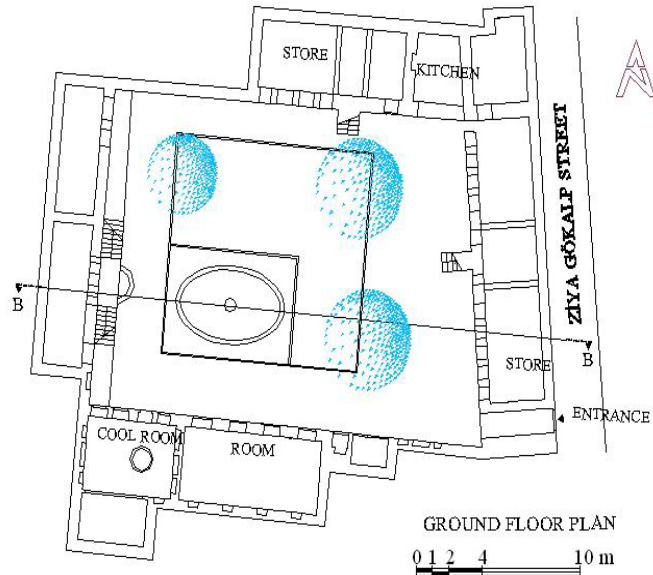 STORE
KITCHEN
N
ZİYA GÖKALP STREET
B
B
STORE
ENTRANCE
COOL ROOM
ROOM
GROUND FLOOR PLAN
0 1 2 4 10 m